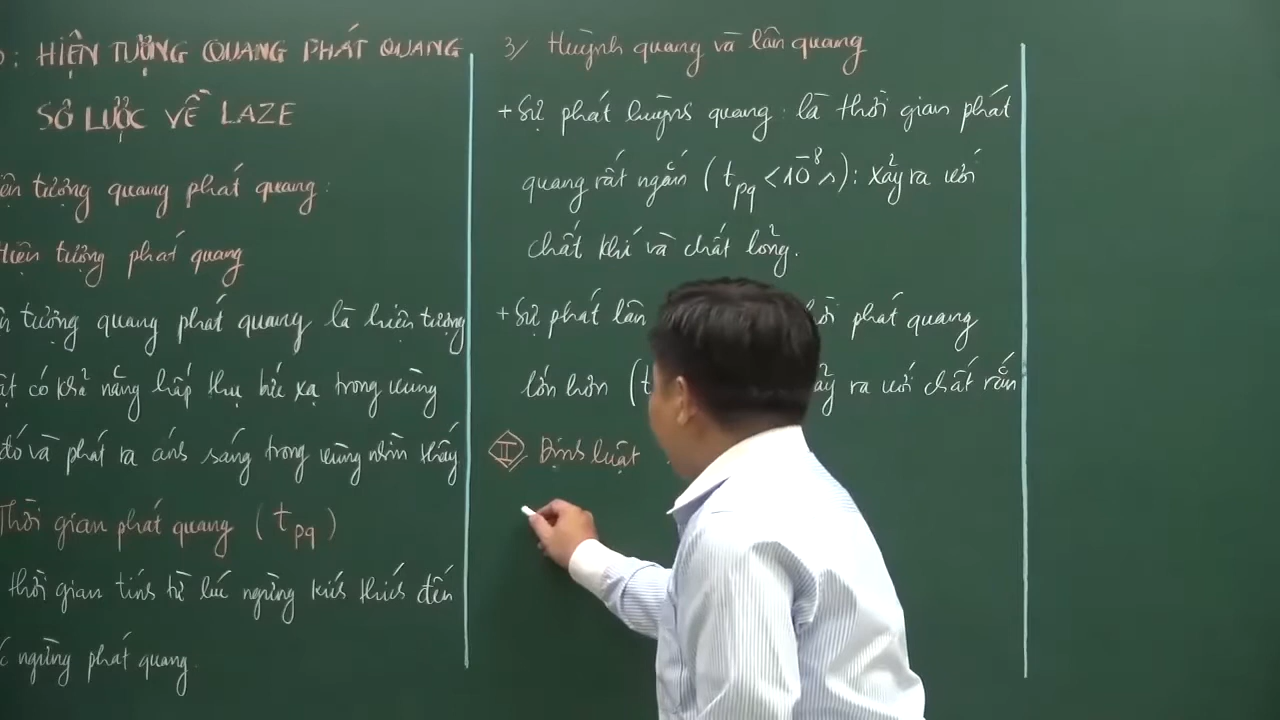 : HIỆN TƯỢNG QUANG PHÁT QUANG
SƠ LƯỢC VỀ LAZE
ện tượng quang phát quang:
Hiện tượng phát quang
tượng quang phát quang là hiện tượng
có khả năng hấp thụ bức xạ trong vùng
đó và phát ra ánh sáng trong vùng nhìn thấy
Thời gian phát quang (tpq)
thời gian tính từ lúc ngừng kích thích đến
ngừng phát quang.
3/ Huỳnh quang và lân quang
+ Sự phát huỳnh quang: là thời gian phát
quang rất ngắn (tpq < 10⁻⁸ s): xảy ra với
chất khí và chất lỏng.
+ Sự phát lân phát quang
lớn hơn (t ra với chất rắn
II Định luật